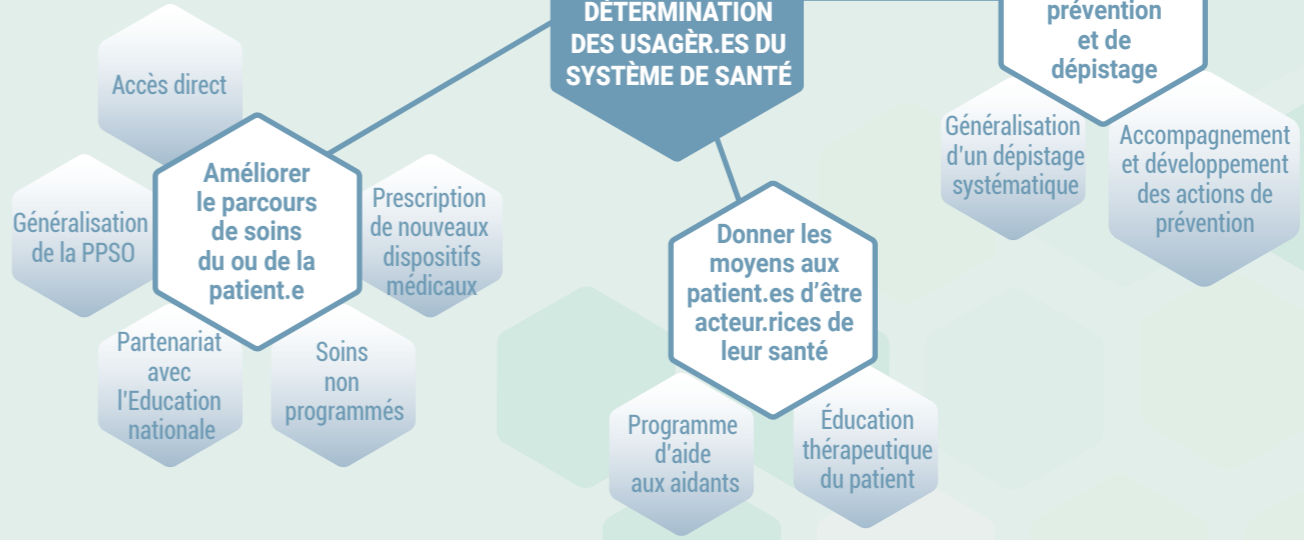 DÉTERMINATION
DES USAGÈR.ES DU
SYSTÈME DE SANTÉ
prévention
et de
dépistage
Accès direct
Améliorer
le parcours
de soins
du ou de la
patient.e
Généralisation
de la PPSO
Prescription
de nouveaux
dispositifs
médicaux
Partenariat
avec
l'Education
nationale
Soins
non
programmés
Donner les
moyens aux
patient.es d’être
acteur.rices de
leur santé
Programme
d'aide
aux aidants
Éducation
thérapeutique
du patient
Généralisation
d'un dépistage
systématique
Accompagnement
et développement
des actions de
prévention